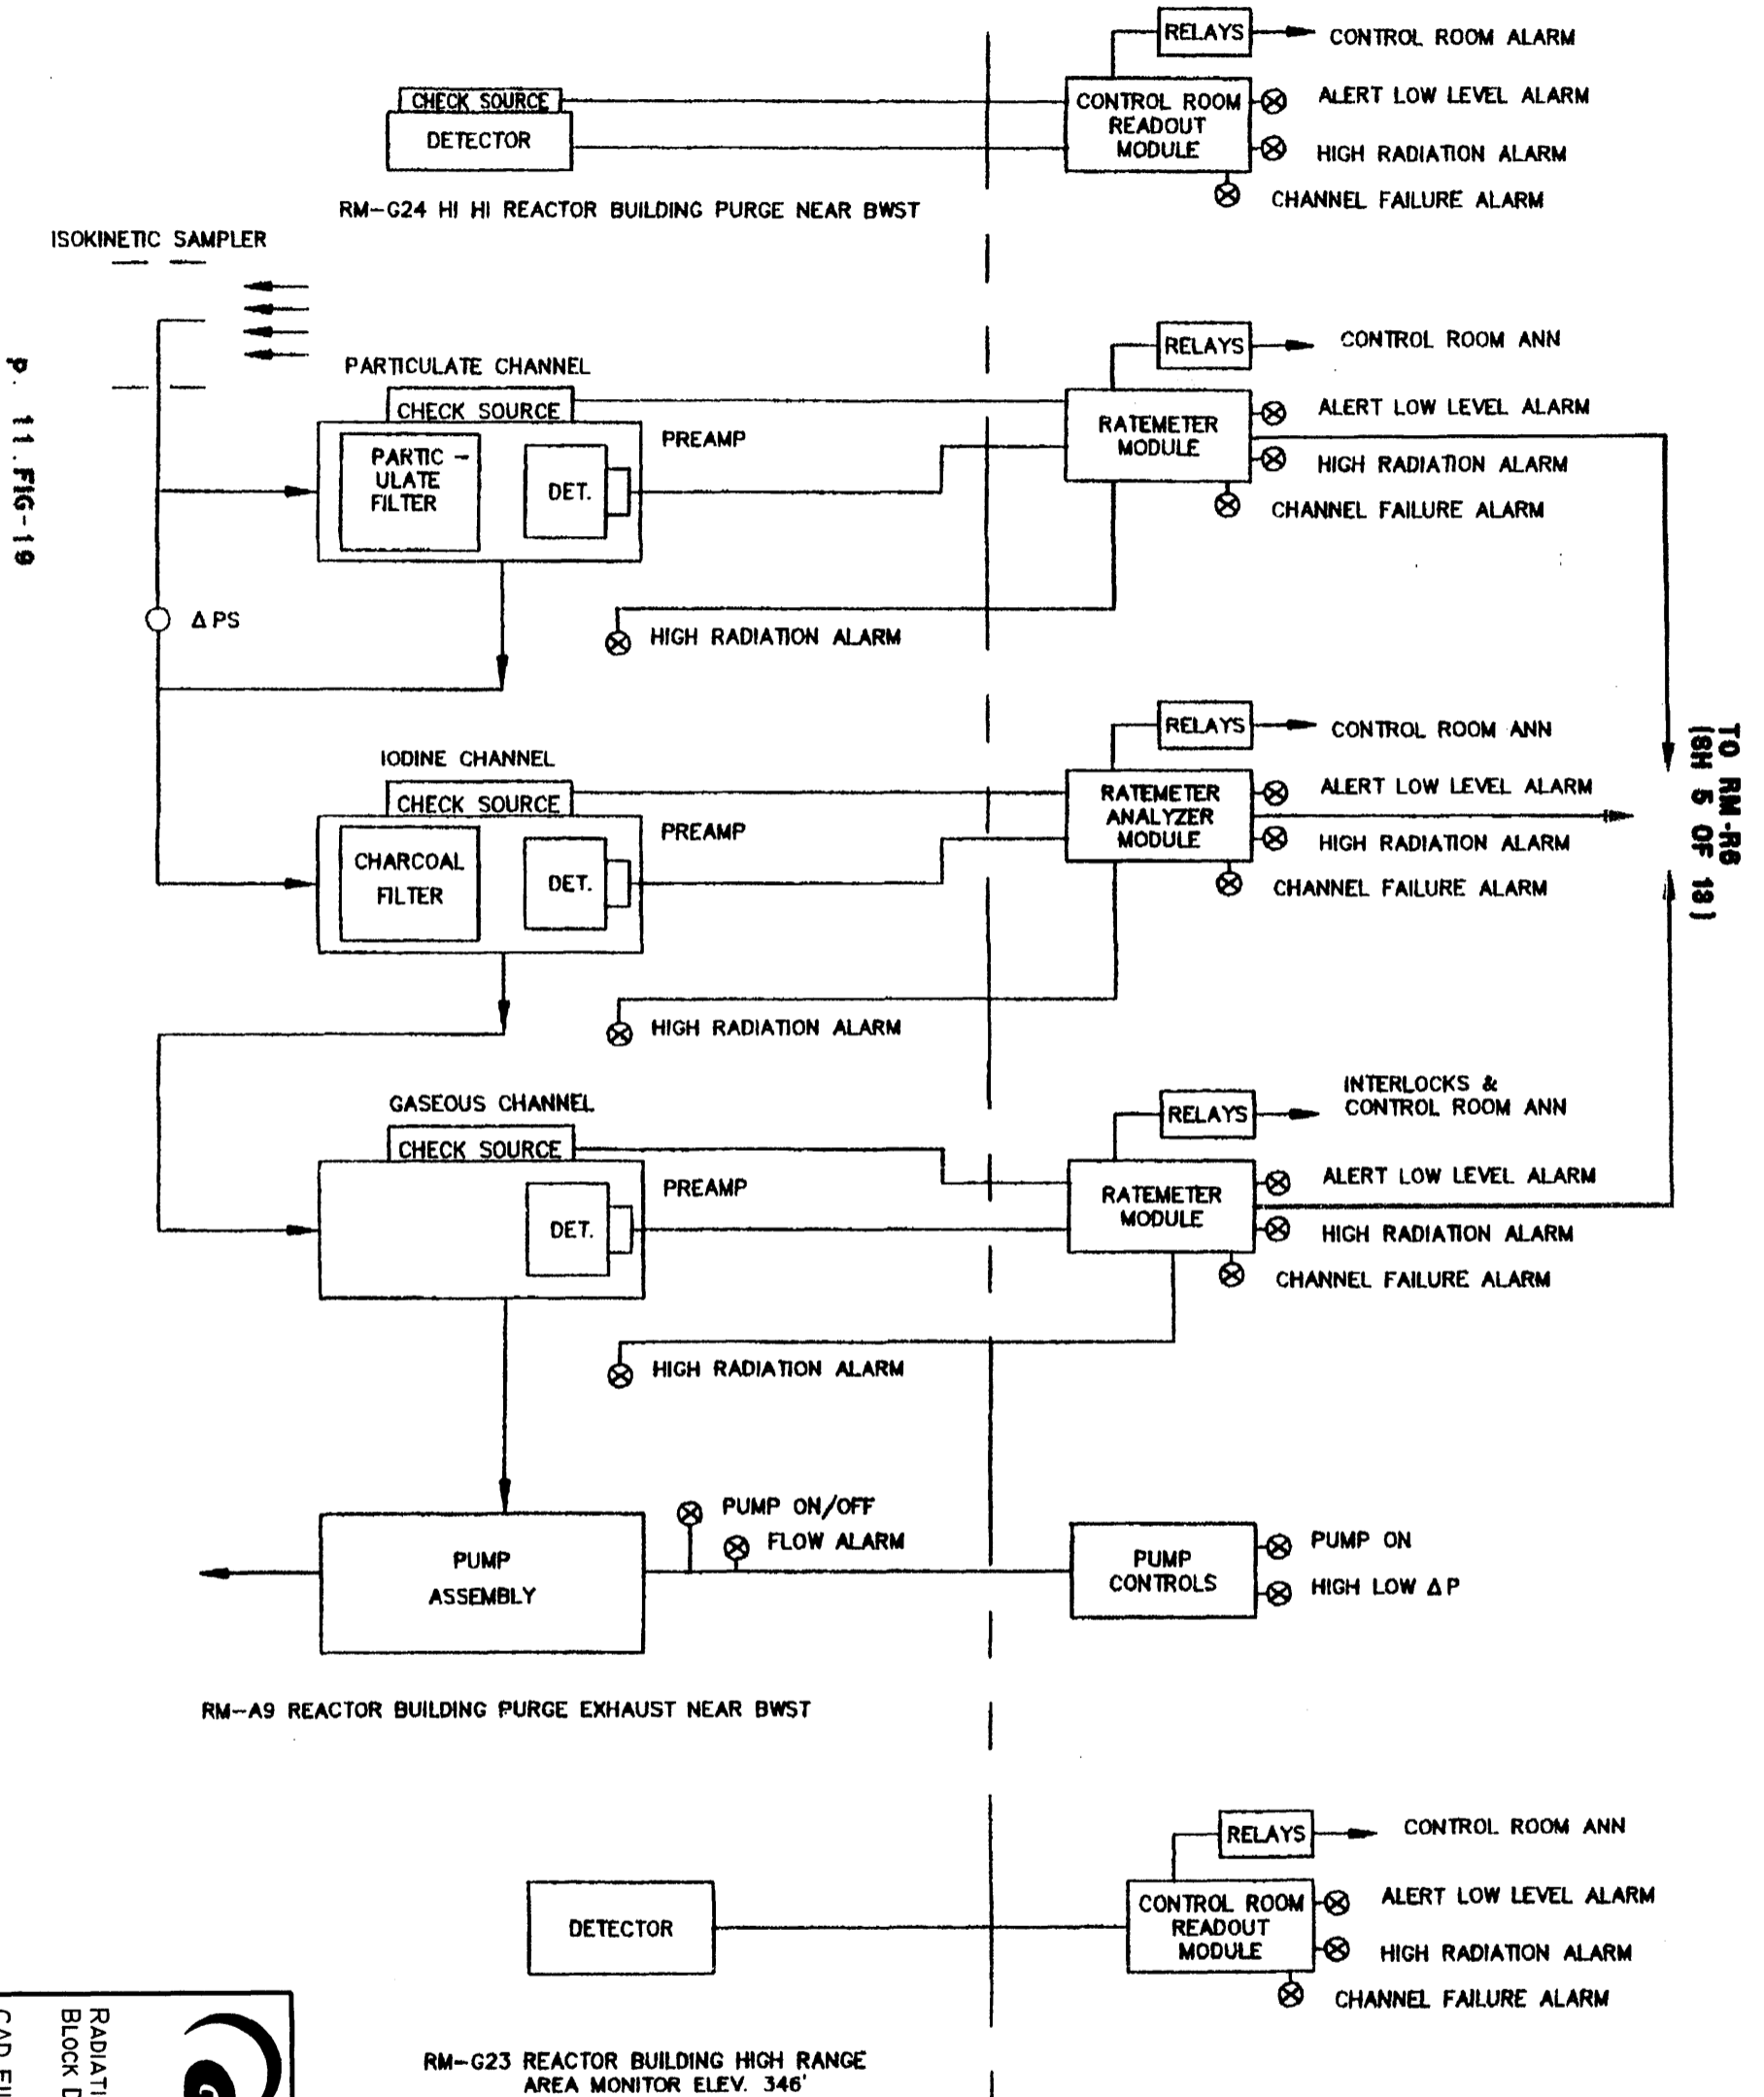 RELAYS
CONTROL ROOM ALARM
CHECK SOURCE
DETECTOR
CONTROL ROOM
READOUT
MODULE
ALERT LOW LEVEL ALARM
HIGH RADIATION ALARM
CHANNEL FAILURE ALARM
RM-G24 HI HI REACTOR BUILDING PURGE NEAR BWST
ISOKINETIC SAMPLER
P. 11.FIG-19
PARTICULATE CHANNEL
CHECK SOURCE
PARTIC -
ULATE
FILTER
DET.
PREAMP
RELAYS
CONTROL ROOM ANN
RATEMETER
MODULE
ALERT LOW LEVEL ALARM
HIGH RADIATION ALARM
CHANNEL FAILURE ALARM
Δ PS
HIGH RADIATION ALARM
TO RM-R6
(SH 5 OF 18)
IODINE CHANNEL
CHECK SOURCE
CHARCOAL
FILTER
DET.
PREAMP
RELAYS
CONTROL ROOM ANN
RATEMETER
ANALYZER
MODULE
ALERT LOW LEVEL ALARM
HIGH RADIATION ALARM
CHANNEL FAILURE ALARM
HIGH RADIATION ALARM
GASEOUS CHANNEL
CHECK SOURCE
DET.
PREAMP
RELAYS
INTERLOCKS &
CONTROL ROOM ANN
RATEMETER
MODULE
ALERT LOW LEVEL ALARM
HIGH RADIATION ALARM
CHANNEL FAILURE ALARM
HIGH RADIATION ALARM
PUMP
ASSEMBLY
PUMP ON/OFF
FLOW ALARM
PUMP
CONTROLS
PUMP ON
HIGH LOW Δ P
RM-A9 REACTOR BUILDING PURGE EXHAUST NEAR BWST
DETECTOR
RELAYS
CONTROL ROOM ANN
CONTROL ROOM
READOUT
MODULE
ALERT LOW LEVEL ALARM
HIGH RADIATION ALARM
CHANNEL FAILURE ALARM
RM-G23 REACTOR BUILDING HIGH RANGE
AREA MONITOR ELEV. 346'
RADIATI
BLOCK D